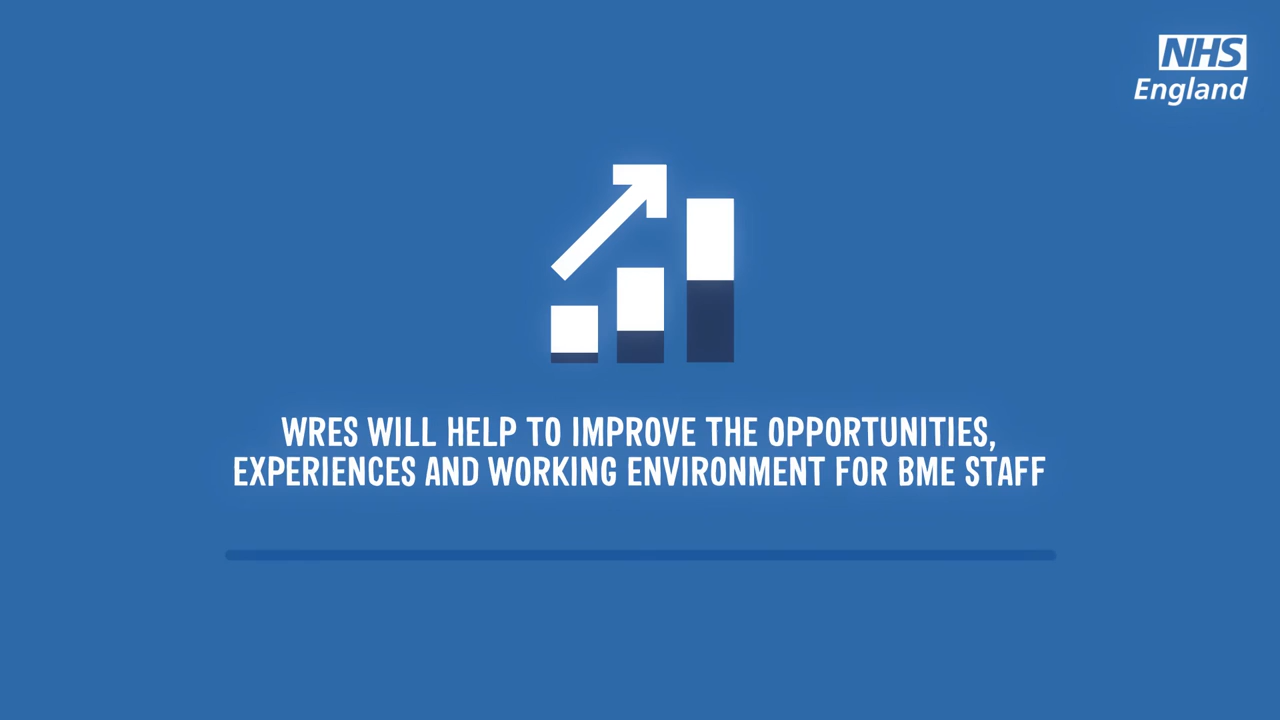 NHS
England
WRES WILL HELP TO IMPROVE THE OPPORTUNITIES,
EXPERIENCES AND WORKING ENVIRONMENT FOR BME STAFF